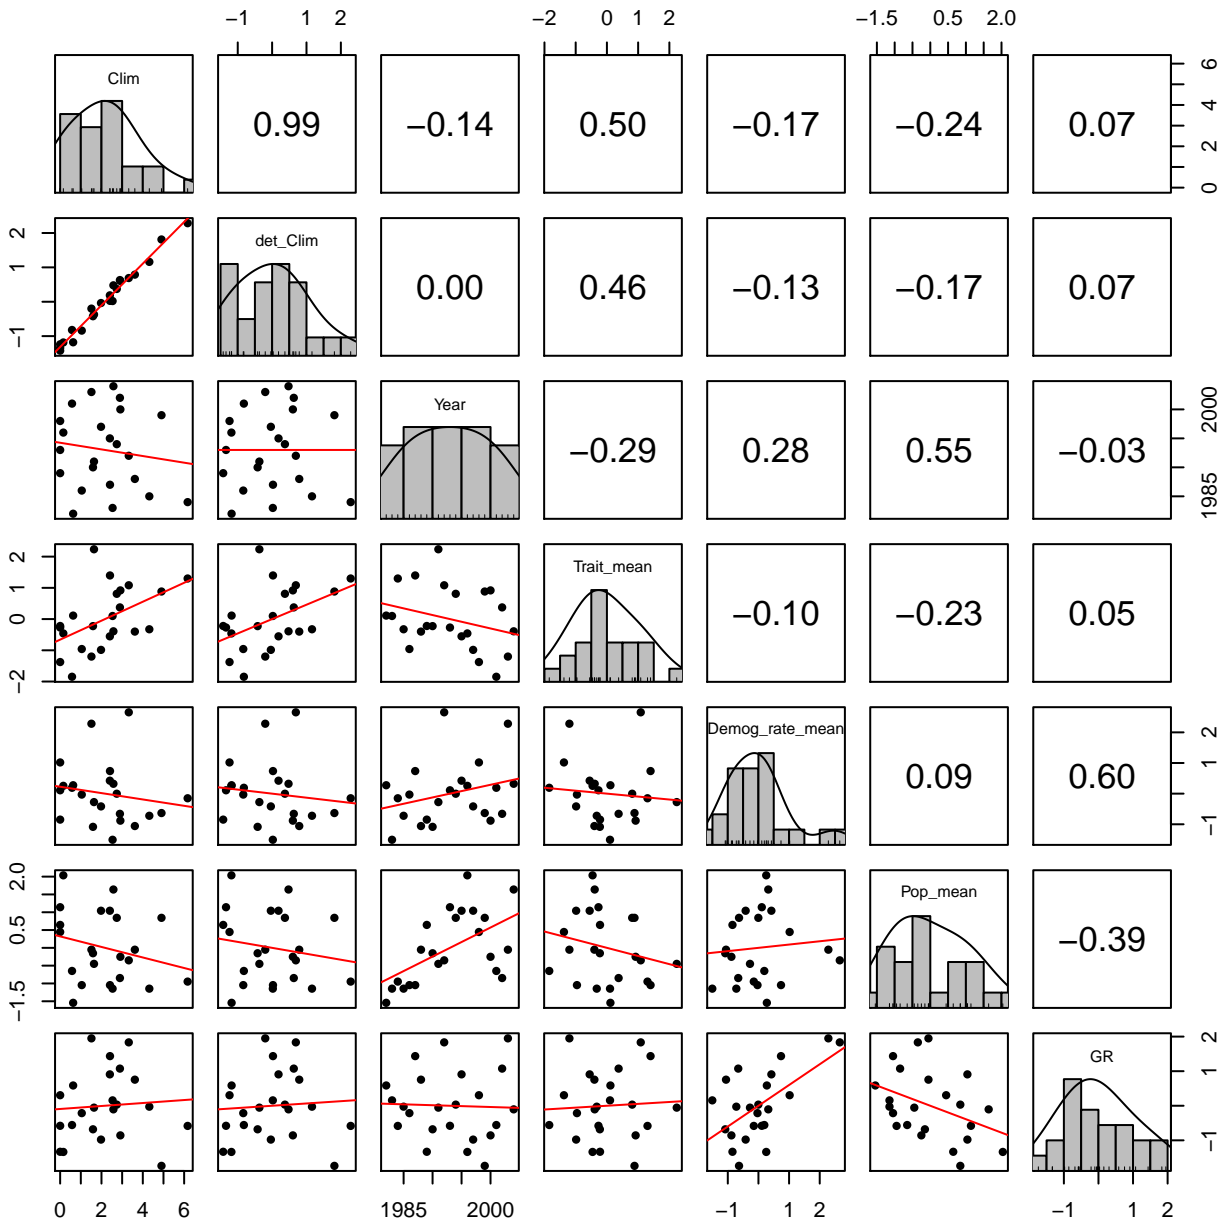 −1 1 2 −2 0 1 2 −1.5 0.5 2.0
Clim 0.99 −0.14 0.50 −0.17 −0.24 0.07 0 2 4 6
−1 1 2 det_Clim 0.00 0.46 −0.13 −0.17 0.07
Year −0.29 0.28 0.55 −0.03 1985 2000
−2 0 1 2 Trait_mean −0.10 −0.23 0.05
Demog_rate_mean 0.09 0.60 −1 1 2
−1.5 0.5 2.0 Pop_mean −0.39
GR −1 1 2
0 2 4 6 1985 2000 −1 1 2 −1 1 2